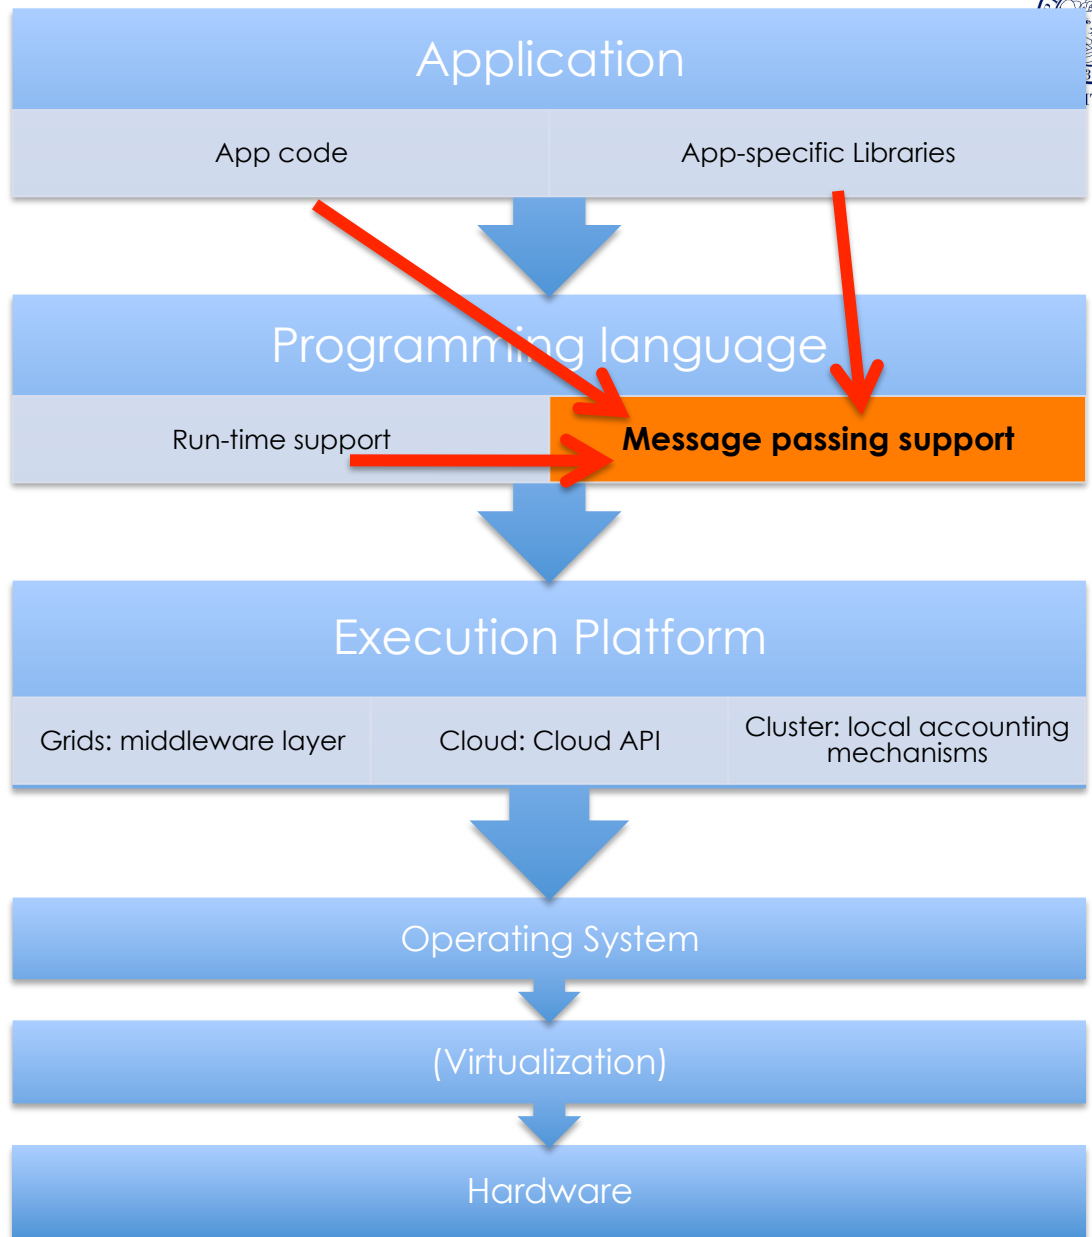 Application
App code
App-specific Libraries
Programming language
Run-time support
Message passing support
Execution Platform
Grids: middleware layer
Cloud: Cloud API
Cluster: local accounting
mechanisms
Operating System
(Virtualization)
Hardware